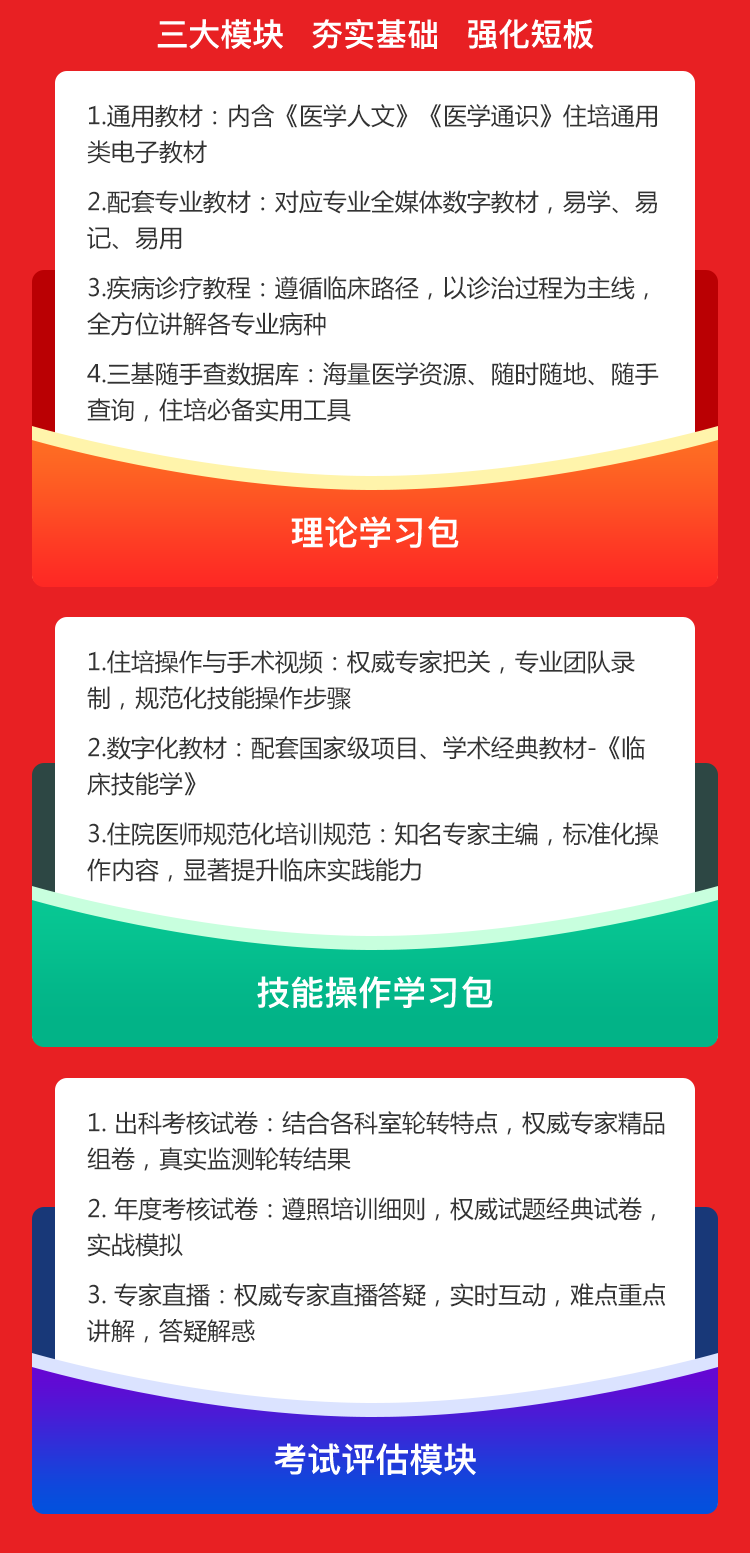 三大模块 夯实基础 强化短板
1.通用教材：内含《医学人文》《医学通识》住培通用
类电子教材
2.配套专业教材：对应专业全媒体数字教材，易学、易
记、易用
3.疾病诊疗教程：遵循临床路径，以诊治过程为主线，
全方位讲解各专业病种
4.三基随手查数据库：海量医学资源、随时随地、随手
查询，住培必备实用工具
理论学习包
1.住培操作与手术视频：权威专家把关，专业团队录
制，规范化技能操作步骤
2.数字化教材：配套国家级项目、学术经典教材-《临
床技能学》
3.住院医师规范化培训规范：知名专家主编，标准化操
作内容，显著提升临床实践能力
技能操作学习包
1. 出科考核试卷：结合各科室轮转特点，权威专家精品
组卷，真实监测轮转结果
2. 年度考核试卷：遵照培训细则，权威试题经典试卷，
实战模拟
3. 专家直播：权威专家直播答疑，实时互动，难点重点
讲解，答疑解惑
考试评估模块